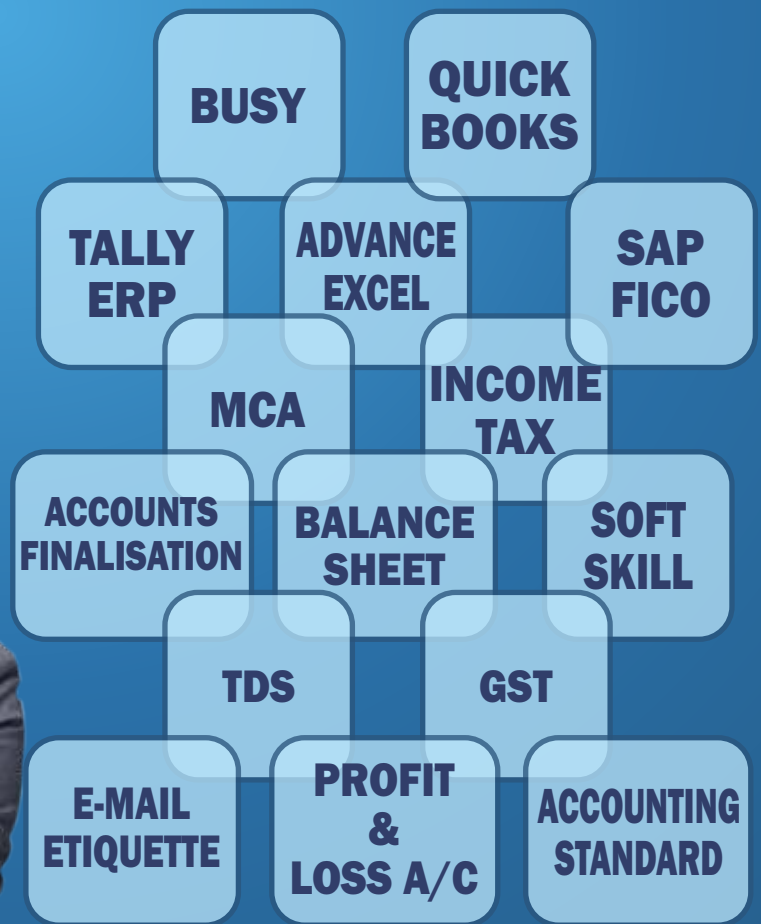 BUSY
QUICK
BOOKS
TALLY
ERP
ADVANCE
EXCEL
SAP
FICO
MCA
INCOME
TAX
ACCOUNTS
FINALISATION
BALANCE
SHEET
SOFT
SKILL
TDS
GST
E-MAIL
ETIQUETTE
PROFIT
&
LOSS A/C
ACCOUNTING
STANDARD